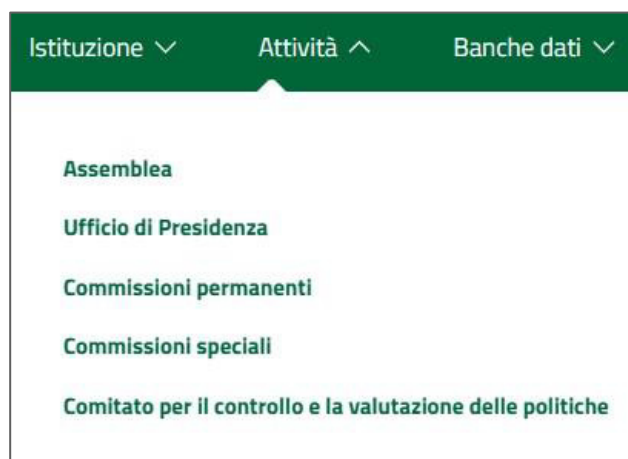 Istituzione Attività Banche dati
Assemblea
Ufficio di Presidenza
Commissioni permanenti
Commissioni speciali
Comitato per il controllo e la valutazione delle politiche